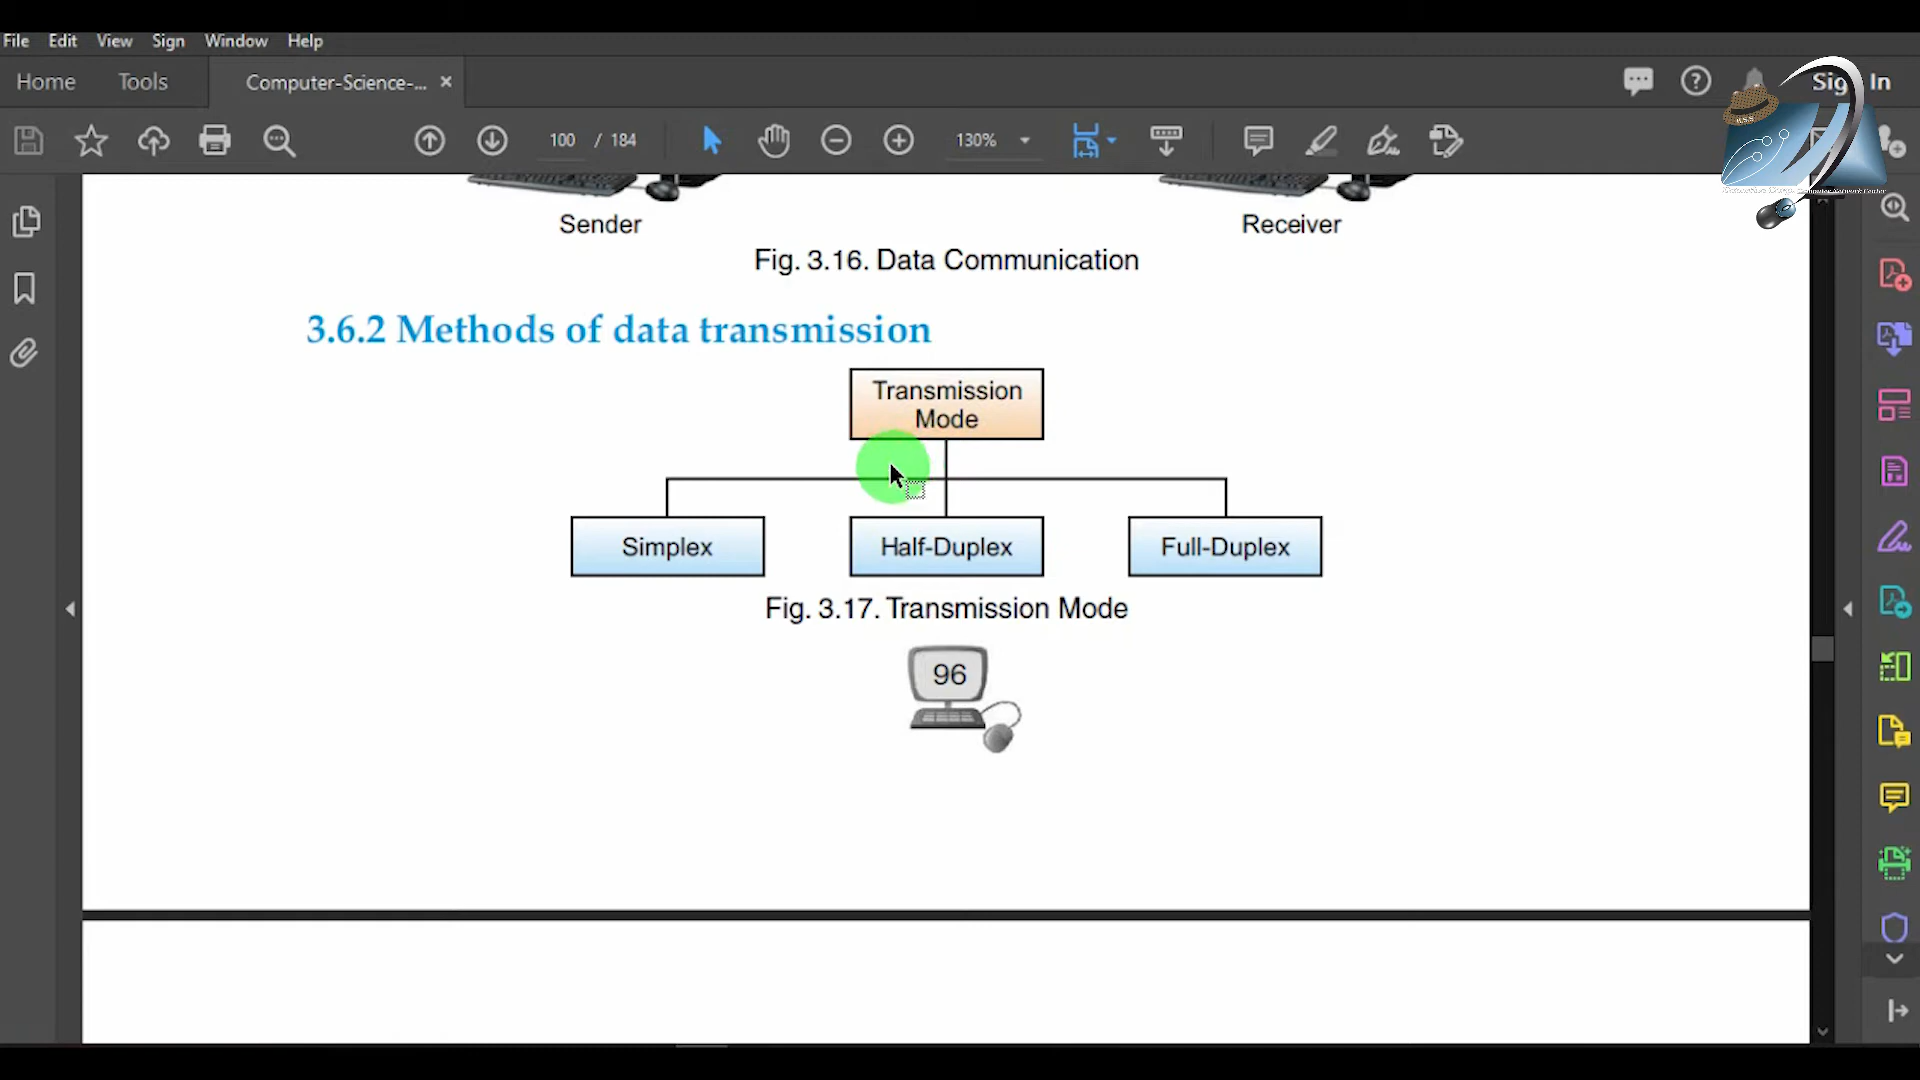 File Edit View Sign Window Help
Home Tools Computer-Science-... × Sign In
100 / 184 130%
Sender Receiver
Fig. 3.16. Data Communication
3.6.2 Methods of data transmission
Transmission
Mode
Simplex Half-Duplex Full-Duplex
Fig. 3.17. Transmission Mode
96